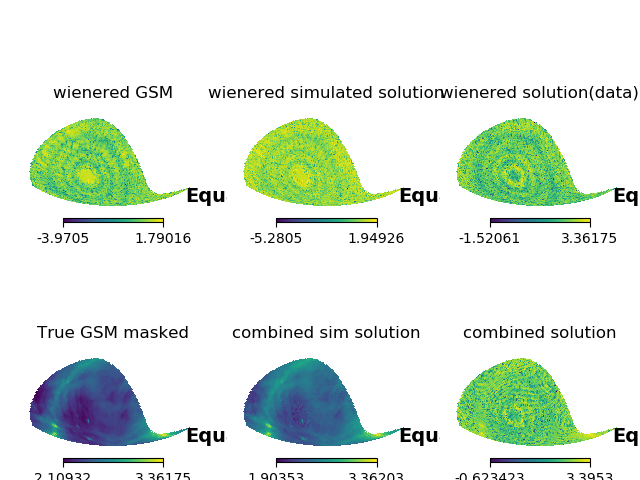 wienered GSM
wienered simulated solution
wienered solution(data)
Equ
Equ
Eq
-3.9705 1.79016
-5.2805 1.94926
-1.52061 3.36175
True GSM masked
combined sim solution
combined solution
Equ
Equ
Eq
2.10932 3.36175
1.90353 3.36203
-0.623423 3.3953